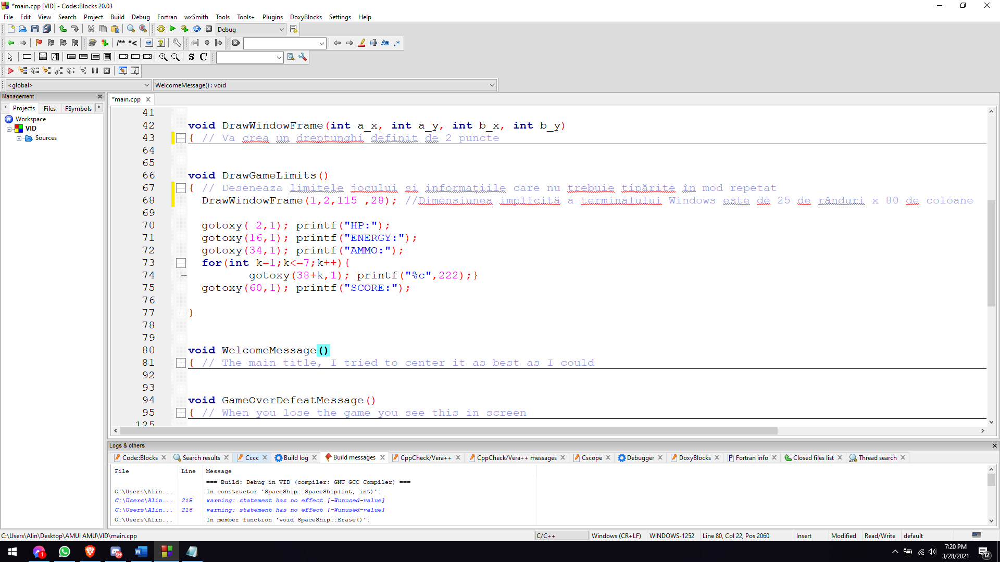 *main.cpp [VID] - Code::Blocks 20.03
File Edit View Search Project Build Debug Fortran wxSmith Tools Tools+ Plugins DoxyBlocks Settings Help
Debug
/** *<
Aa .*
S C
<global> WelcomeMessage() : void
Management
*main.cpp
Projects Files FSymbols
Workspace
VID
Sources
41
42 void DrawWindowFrame(int a_x, int a_y, int b_x, int b_y)
43 { // Va crea un dreptunghi definit de 2 puncte
64
65
66 void DrawGameLimits()
67 { // Deseneaza limitele jocului și informațiile care nu trebuie tipărite în mod repetat
68 DrawWindowFrame(1,2,115 ,28); //Dimensiunea implicită a terminalului Windows este de 25 de rânduri x 80 de coloane
69
70 gotoxy( 2,1); printf("HP:");
71 gotoxy(16,1); printf("ENERGY:");
72 gotoxy(34,1); printf("AMMO:");
73 for(int k=1;k<=7;k++){
74 gotoxy(38+k,1); printf("%c",222);}
75 gotoxy(60,1); printf("SCORE:");
76
77 }
78
79
80 void WelcomeMessage()
81 { // The main title, I tried to center it as best as I could
92
93
94 void GameOverDefeatMessage()
95 { // When you lose the game you see this in screen
125
Logs & others
Code::Blocks Search results Cccc Build log Build messages CppCheck/Vera++ CppCheck/Vera++ messages Cscope Debugger DoxyBlocks Fortran info Closed files list Thread search
File Line Message
=== Build: Debug in VID (compiler: GNU GCC Compiler) ===
C:\Users\Alin... In constructor 'SpaceShip::SpaceShip(int, int)':
C:\Users\Alin... 215 warning: statement has no effect [-Wunused-value]
C:\Users\Alin... 216 warning: statement has no effect [-Wunused-value]
C:\Users\Alin... In member function 'void SpaceShip::Erase()':
C:\Users\Alin\Desktop\AMUI AMU\VID\main.cpp C/C++ Windows (CR+LF) WINDOWS-1252 Line 80, Col 22, Pos 2060 Insert Modified Read/Write default
1 9+ W 7:20 PM
3/28/2021 12